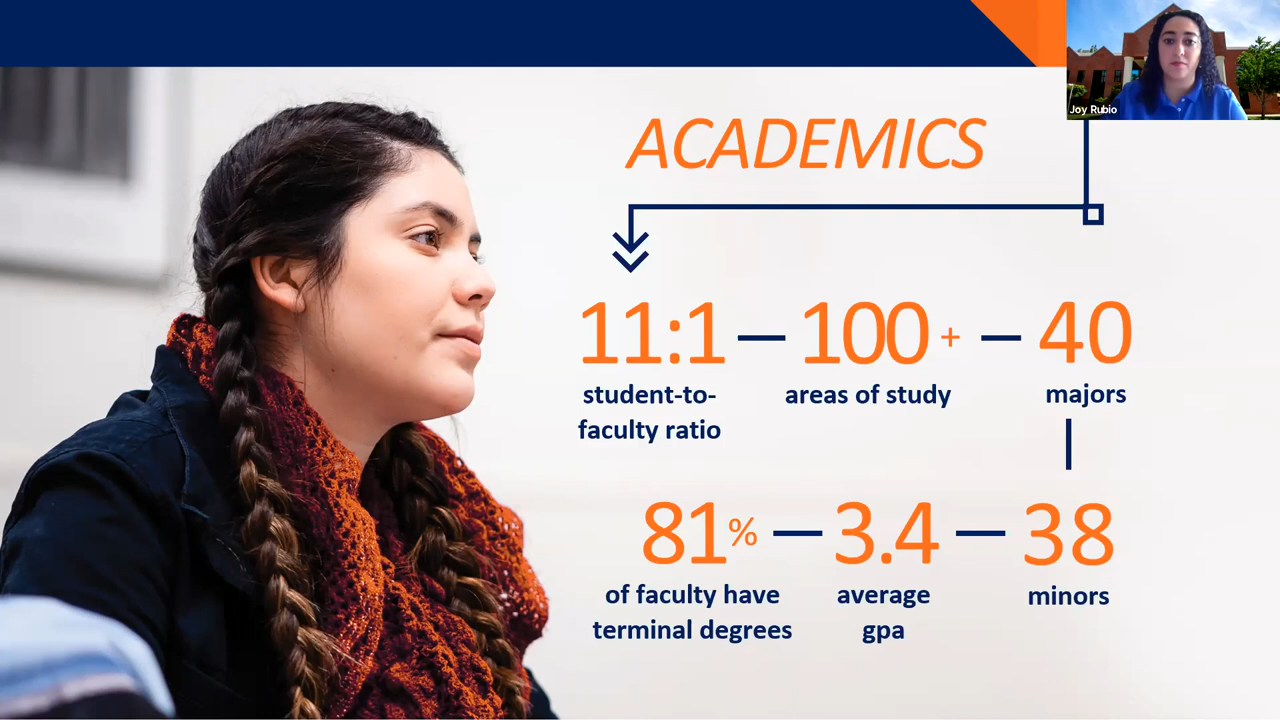 Joy Rubio
ACADEMICS
11:1
student-to-
faculty ratio
100+
areas of study
40
majors
81%
of faculty have
terminal degrees
3.4
average
gpa
38
minors